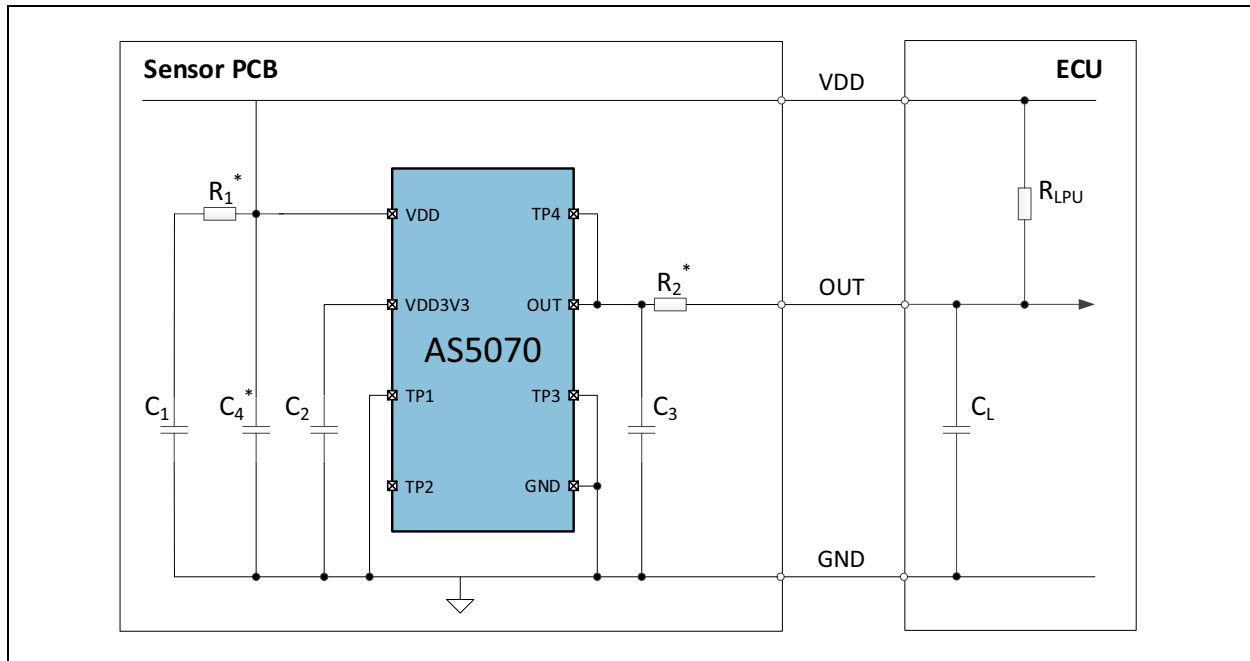 Sensor PCB
VDD
ECU
R1*
VDD
TP4
RLPU
VDD3V3
OUT
R2*
OUT
AS5070
C1
C4*
C2
TP1
TP3
C3
CL
TP2
GND
GND